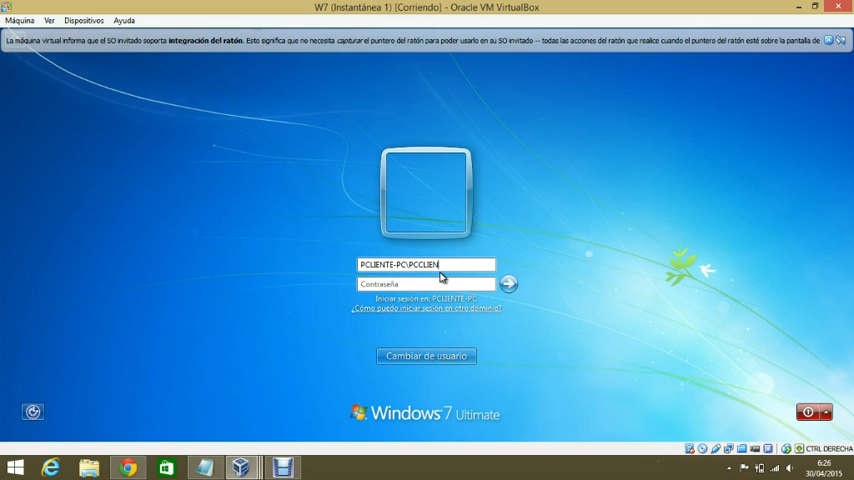 W7 (Instantánea 1) [Corriendo] - Oracle VM VirtualBox
Máquina Ver Dispositivos Ayuda
La máquina virtual informa que el SO invitado soporta integración del ratón. Esto significa que no necesita capturar el puntero del ratón para poder usarlo en su SO invitado -- todas las acciones del ratón que realice cuando el puntero del ratón esté sobre la pantalla de
PCLIENTE-PC\PCCLIEN
Contraseña
Iniciar sesión en: PCLIENTE-PC
¿Cómo puedo iniciar sesión en otro dominio?
Cambiar de usuario
Windows 7 Ultimate
CTRL DERECHA
6:26
30/04/2015